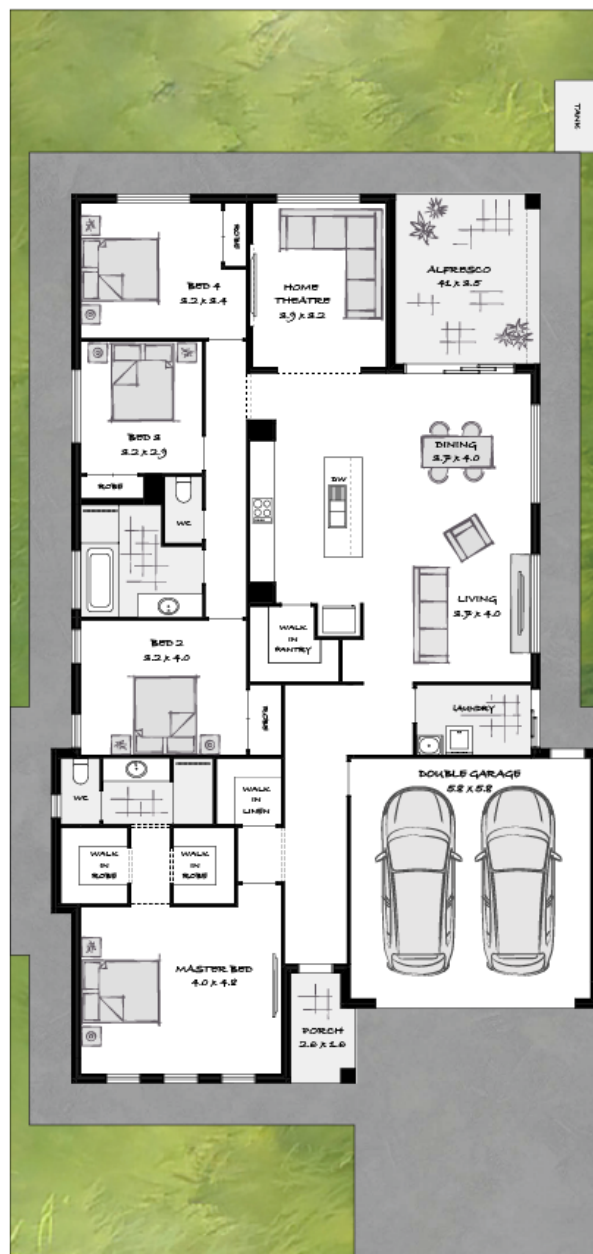 TANK
ROBE
BED 4
3.2 x 3.4
HOME
THEATRE
3.9 x 3.2
ALFRESCO
4.1 x 3.5
BED 3
3.2 x 2.9
ROBE
WC
DINING
3.7 x 4.0
DW
LIVING
3.7 x 4.0
WALK
IN
PANTRY
BED 2
3.2 x 4.0
ROBE
LAUNDRY
WC
WALK
IN
LINEN
DOUBLE GARAGE
5.8 x 5.8
WALK
IN
ROBE
WALK
IN
ROBE
MASTER BED
4.0 x 4.2
PORCH
2.6 x 1.6